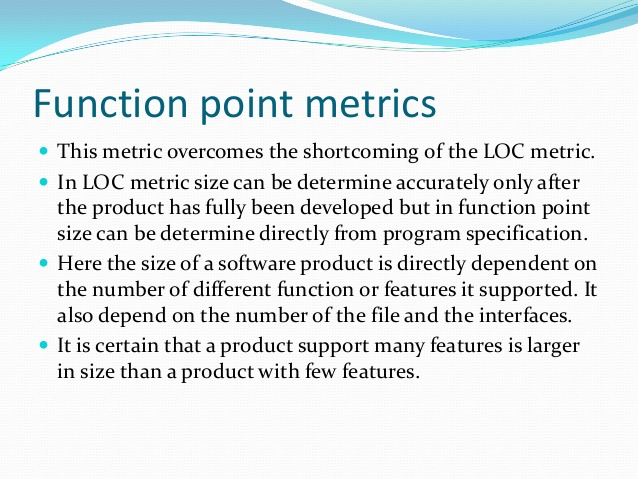 Function point metrics
This metric overcomes the shortcoming of the LOC metric.
In LOC metric size can be determine accurately only after
the product has fully been developed but in function point
size can be determine directly from program specification.
Here the size of a software product is directly dependent on
the number of different function or features it supported. It
also depend on the number of the file and the interfaces.
It is certain that a product support many features is larger
in size than a product with few features.